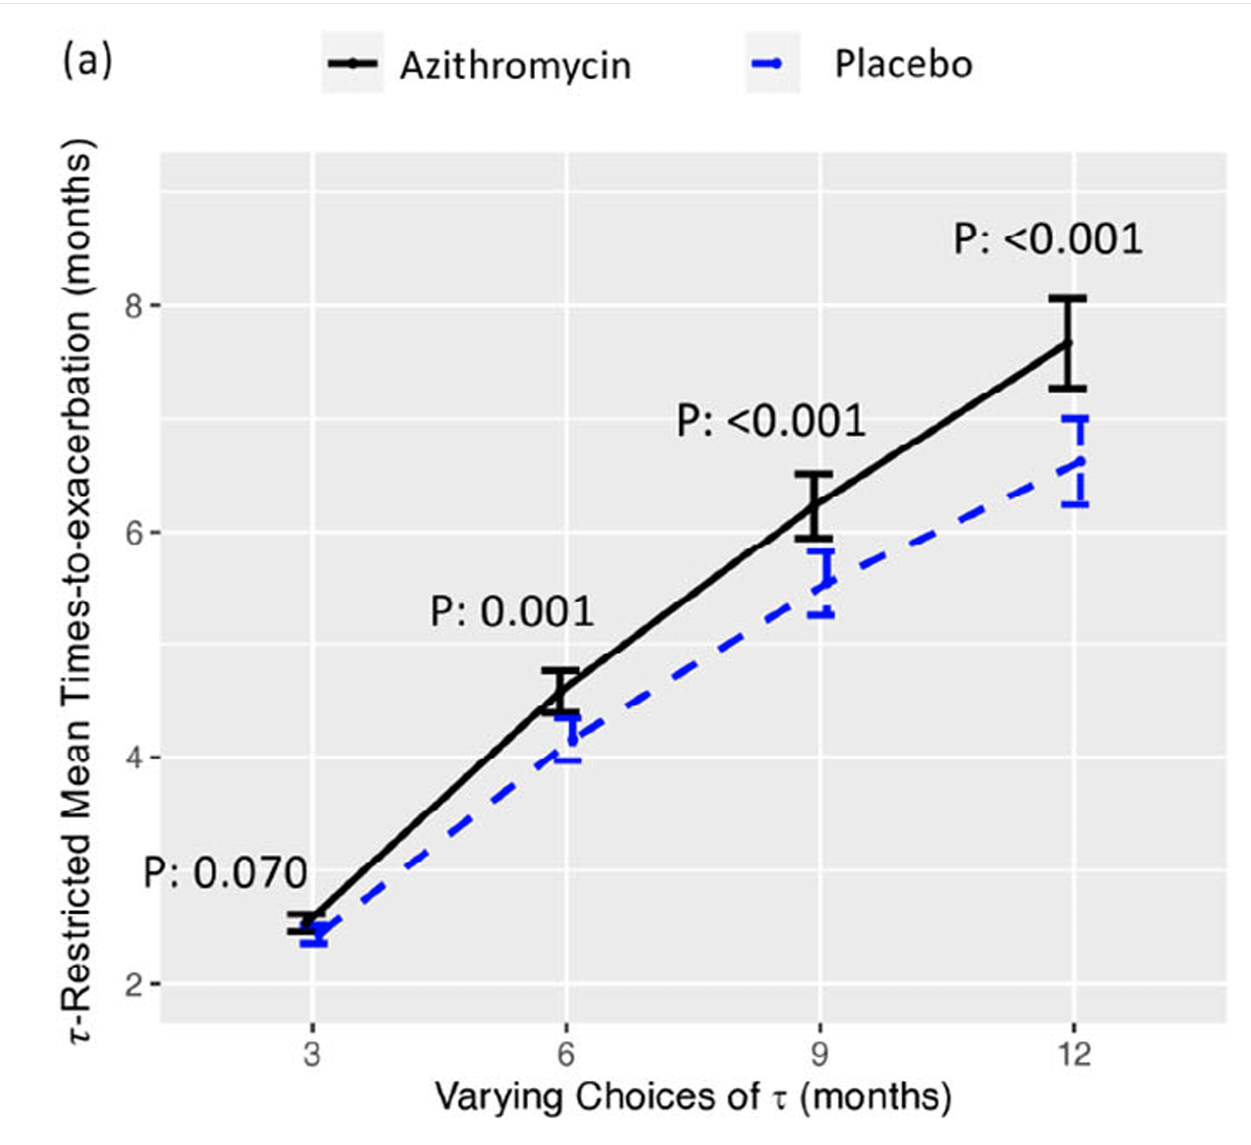 (a)
Azithromycin
Placebo
τ-Restricted Mean Times-to-exacerbation (months)
P: <0.001
8
P: <0.001
6
P: 0.001
4
P: 0.070
2
3 6 9 12
Varying Choices of τ (months)